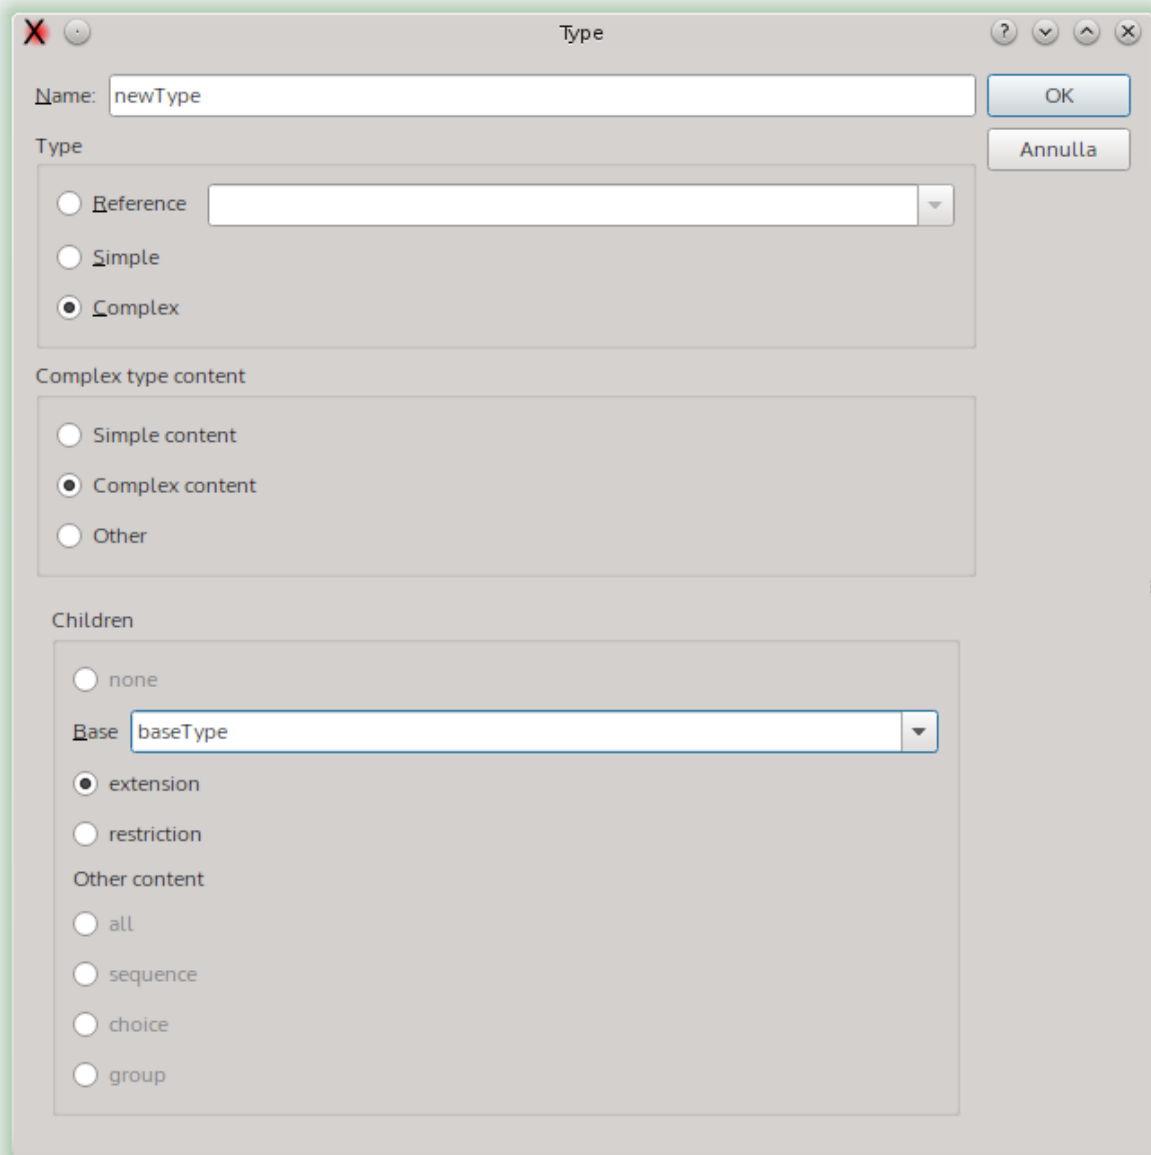 Type
Name: newType OK
Type
Annulla
Reference
Simple
Complex
Complex type content
Simple content
Complex content
Other
Children
none
Base baseType
extension
restriction
Other content
all
sequence
choice
group